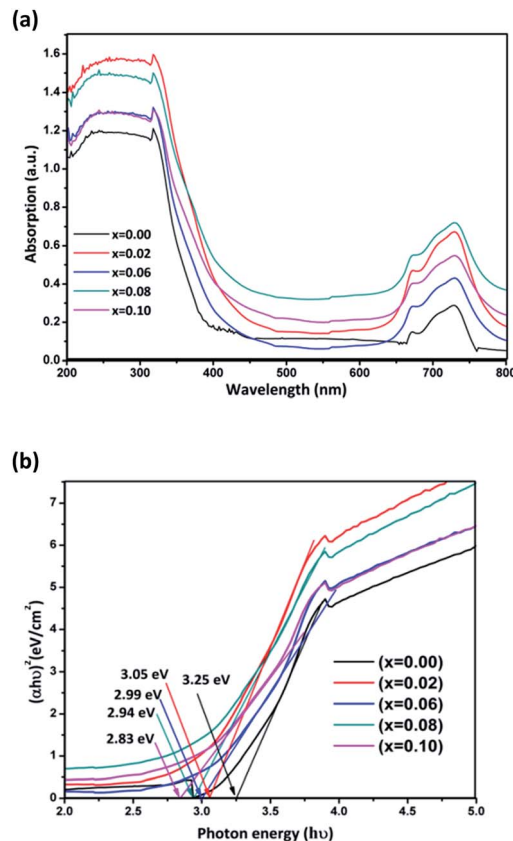 (a)
1.6
1.4
1.2
1.0
0.8
0.6
0.4
0.2
0.0
Absorption (a.u.)
x=0.00
x=0.02
x=0.06
x=0.08
x=0.10
200 300 400 500 600 700 800
Wavelength (nm)
(b)
7
6
5
4
3
2
1
0
(αhυ)²(eV/cm²)
3.05 eV
2.99 eV
2.94 eV
2.83 eV
3.25 eV
(x=0.00)
(x=0.02)
(x=0.06)
(x=0.08)
(x=0.10)
2.0 2.5 3.0 3.5 4.0 4.5 5.0
Photon energy (hυ)